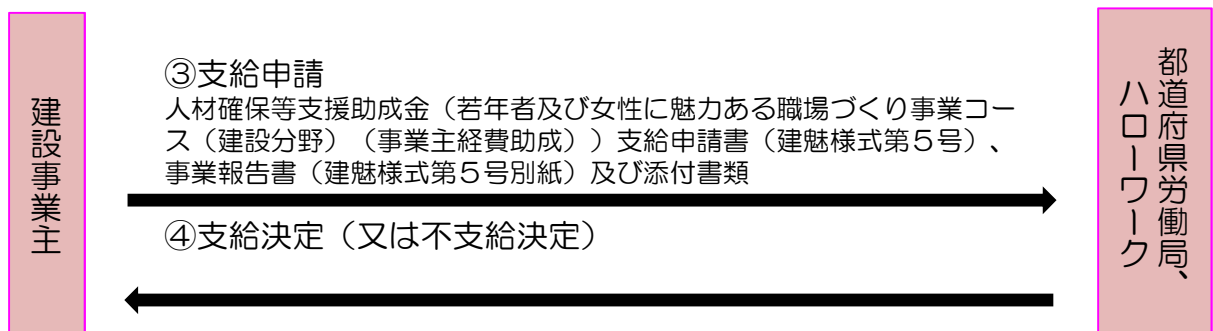 建設事業主
③支給申請
人材確保等支援助成金（若年者及び女性に魅力ある職場づくり事業コー
ス（建設分野）（事業主経費助成））支給申請書（建魅様式第５号）、
事業報告書（建魅様式第５号別紙）及び添付書類
④支給決定（又は不支給決定）
都道府県労働局、
ハローワーク